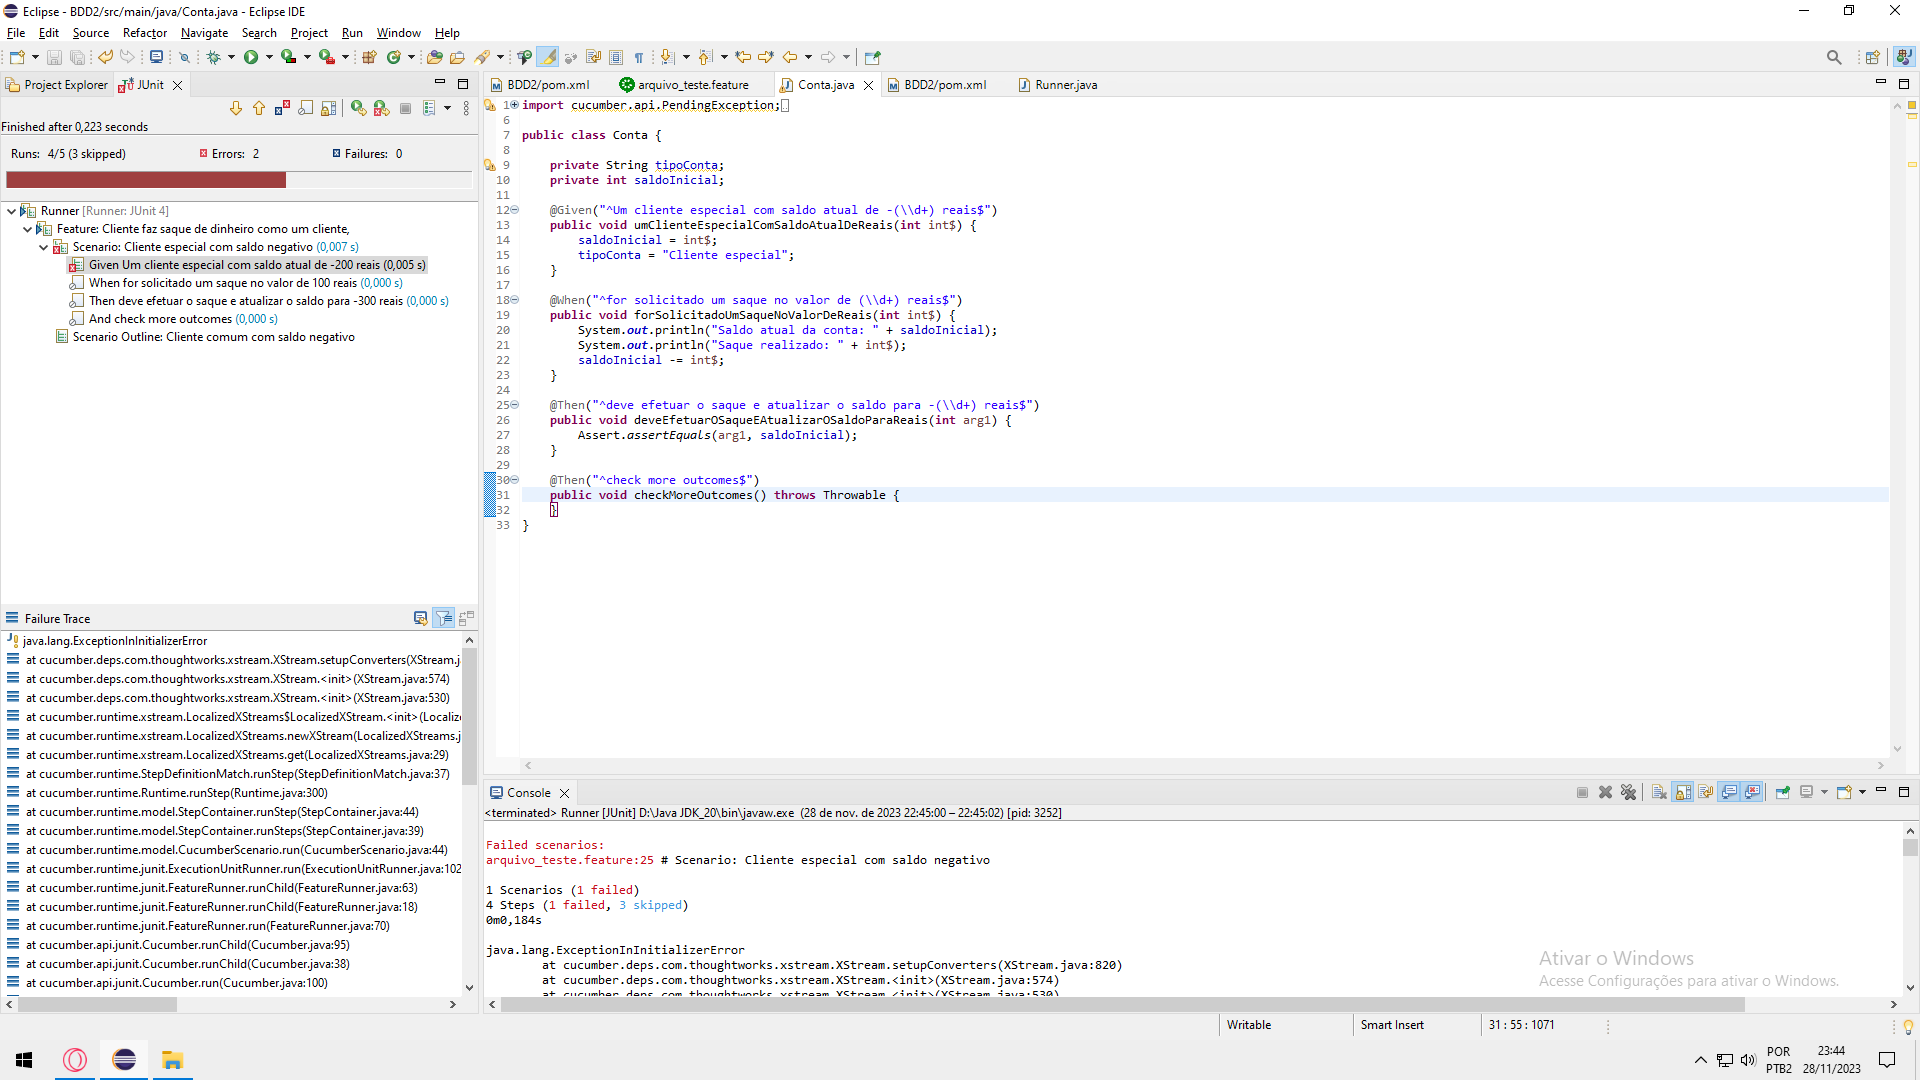 Eclipse - BDD2/src/main/java/Conta.java - Eclipse IDE
File Edit Source Refactor Navigate Search Project Run Window Help
Project Explorer JUnit
Finished after 0,223 seconds
Runs: 4/5 (3 skipped) Errors: 2 Failures: 0
Runner [Runner: JUnit 4]
Feature: Cliente faz saque de dinheiro como um cliente,
Scenario: Cliente especial com saldo negativo (0,007 s)
Given Um cliente especial com saldo atual de -200 reais (0,005 s)
When for solicitado um saque no valor de 100 reais (0,000 s)
Then deve efetuar o saque e atualizar o saldo para -300 reais (0,000 s)
And check more outcomes (0,000 s)
Scenario Outline: Cliente comum com saldo negativo
Failure Trace
java.lang.ExceptionInInitializerError
at cucumber.deps.com.thoughtworks.xstream.XStream.setupConverters(XStream.j
at cucumber.deps.com.thoughtworks.xstream.XStream.<init>(XStream.java:574)
at cucumber.deps.com.thoughtworks.xstream.XStream.<init>(XStream.java:530)
at cucumber.runtime.xstream.LocalizedXStreams$LocalizedXStream.<init>(Localiz
at cucumber.runtime.xstream.LocalizedXStreams.newXStream(LocalizedXStreams.j
at cucumber.runtime.xstream.LocalizedXStreams.get(LocalizedXStreams.java:29)
at cucumber.runtime.StepDefinitionMatch.runStep(StepDefinitionMatch.java:37)
at cucumber.runtime.Runtime.runStep(Runtime.java:300)
at cucumber.runtime.model.StepContainer.runStep(StepContainer.java:44)
at cucumber.runtime.model.StepContainer.runSteps(StepContainer.java:39)
at cucumber.runtime.model.CucumberScenario.run(CucumberScenario.java:44)
at cucumber.runtime.junit.ExecutionUnitRunner.run(ExecutionUnitRunner.java:102
at cucumber.runtime.junit.FeatureRunner.runChild(FeatureRunner.java:63)
at cucumber.runtime.junit.FeatureRunner.runChild(FeatureRunner.java:18)
at cucumber.runtime.junit.FeatureRunner.run(FeatureRunner.java:70)
at cucumber.api.junit.Cucumber.runChild(Cucumber.java:95)
at cucumber.api.junit.Cucumber.runChild(Cucumber.java:38)
at cucumber.api.junit.Cucumber.run(Cucumber.java:100)
BDD2/pom.xml arquivo_teste.feature Conta.java BDD2/pom.xml Runner.java
1 import cucumber.api.PendingException;
6
7 public class Conta {
8
9 private String tipoConta;
10 private int saldoInicial;
11
12 @Given("^Um cliente especial com saldo atual de -(\\d+) reais$")
13 public void umClienteEspecialComSaldoAtualDeReais(int int$) {
14 saldoInicial = int$;
15 tipoConta = "Cliente especial";
16 }
17
18 @When("^for solicitado um saque no valor de (\\d+) reais$")
19 public void forSolicitadoUmSaqueNoValorDeReais(int int$) {
20 System.out.println("Saldo atual da conta: " + saldoInicial);
21 System.out.println("Saque realizado: " + int$);
22 saldoInicial -= int$;
23 }
24
25 @Then("^deve efetuar o saque e atualizar o saldo para -(\\d+) reais$")
26 public void deveEfetuarOSaqueEAtualizarOSaldoParaReais(int arg1) {
27 Assert.assertEquals(arg1, saldoInicial);
28 }
29
30 @Then("^check more outcomes$")
31 public void checkMoreOutcomes() throws Throwable {
32 }
33 }
Console
<terminated> Runner [JUnit] D:\Java JDK_20\bin\javaw.exe (28 de nov. de 2023 22:45:00 – 22:45:02) [pid: 3252]
Failed scenarios:
arquivo_teste.feature:25 # Scenario: Cliente especial com saldo negativo
1 Scenarios (1 failed)
4 Steps (1 failed, 3 skipped)
0m0,184s
java.lang.ExceptionInInitializerError
at cucumber.deps.com.thoughtworks.xstream.XStream.setupConverters(XStream.java:820)
at cucumber.deps.com.thoughtworks.xstream.XStream.<init>(XStream.java:574)
at cucumber.deps.com.thoughtworks.xstream.XStream.<init>(XStream.java:530)
Ativar o Windows
Acesse Configurações para ativar o Windows.
Writable Smart Insert 31 : 55 : 1071
POR
PTB2
23:44
28/11/2023